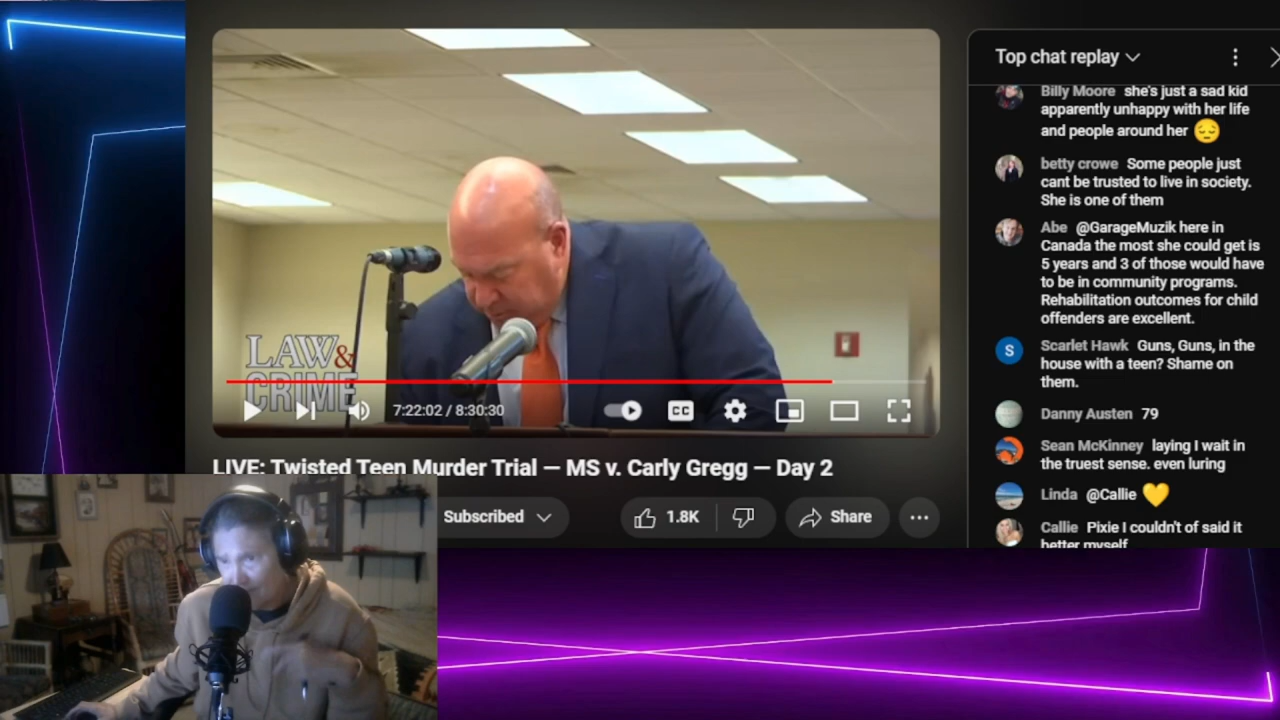 Top chat replay
Billy Moore she's just a sad kid
apparently unhappy with her life
and people around her
betty crowe Some people just
cant be trusted to live in society.
She is one of them
Abe @GarageMuzik here in
Canada the most she could get is
5 years and 3 of those would have
to be in community programs.
Rehabilitation outcomes for child
offenders are excellent.
S
Scarlet Hawk Guns, Guns, in the
house with a teen? Shame on
them.
Danny Austen 79
Sean McKinney laying I wait in
the truest sense. even luring
Linda @Callie 💛
Callie Pixie I couldn't of said it
better myself
LAW&
CRIME
7:22:02 / 8:30:30
CC
LIVE: Twisted Teen Murder Trial — MS v. Carly Gregg — Day 2
Subscribed
1.8K
Share